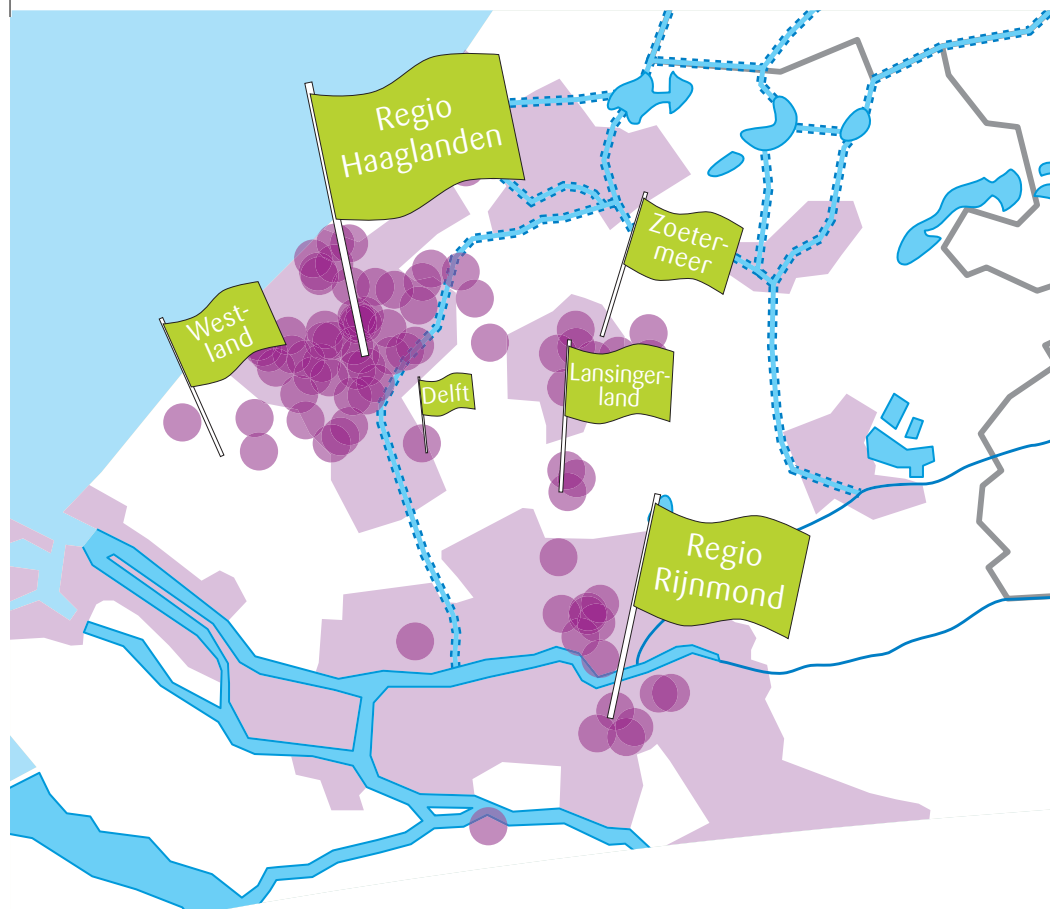 Regio
Haaglanden
Zoeter-
meer
West-
land
Delft
Lansinger-
land
Regio
Rijnmond